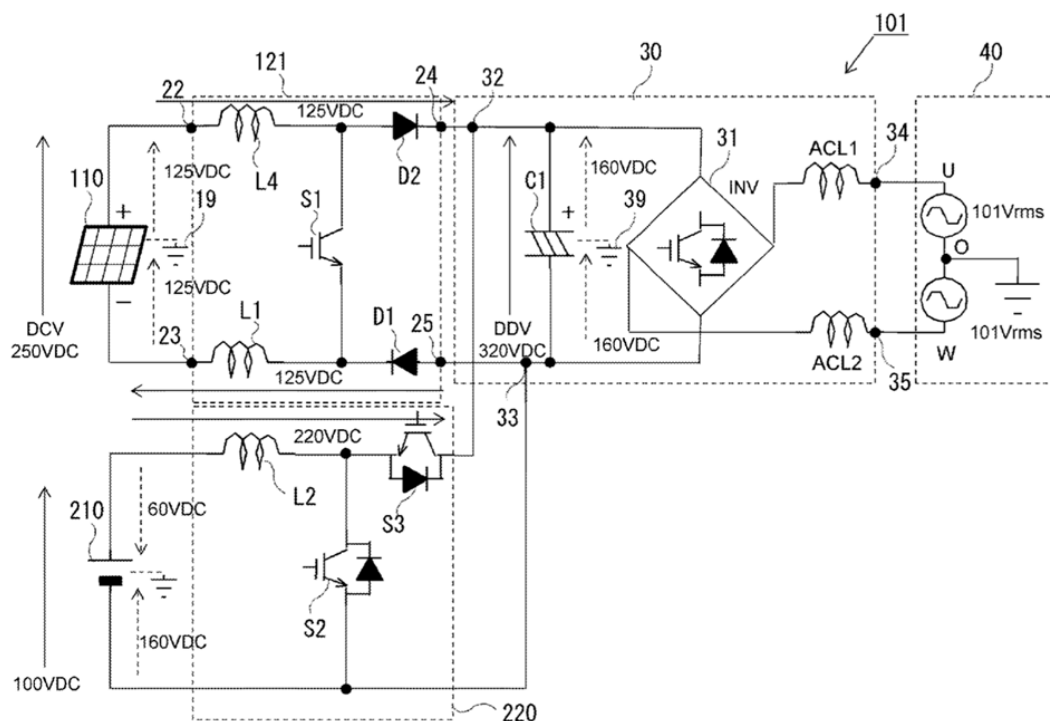 101
121
24
32
30
40
22
125VDC
L4
D2
31
ACL1
34
U
125VDC
160VDC
INV
110
19
S1
C1
+
39
101Vrms
+
O
−
125VDC
L1
D1
25
DDV
320VDC
160VDC
ACL2
101Vrms
W
DCV
250VDC
23
125VDC
33
35
220VDC
L2
S3
210
60VDC
S2
160VDC
100VDC
220